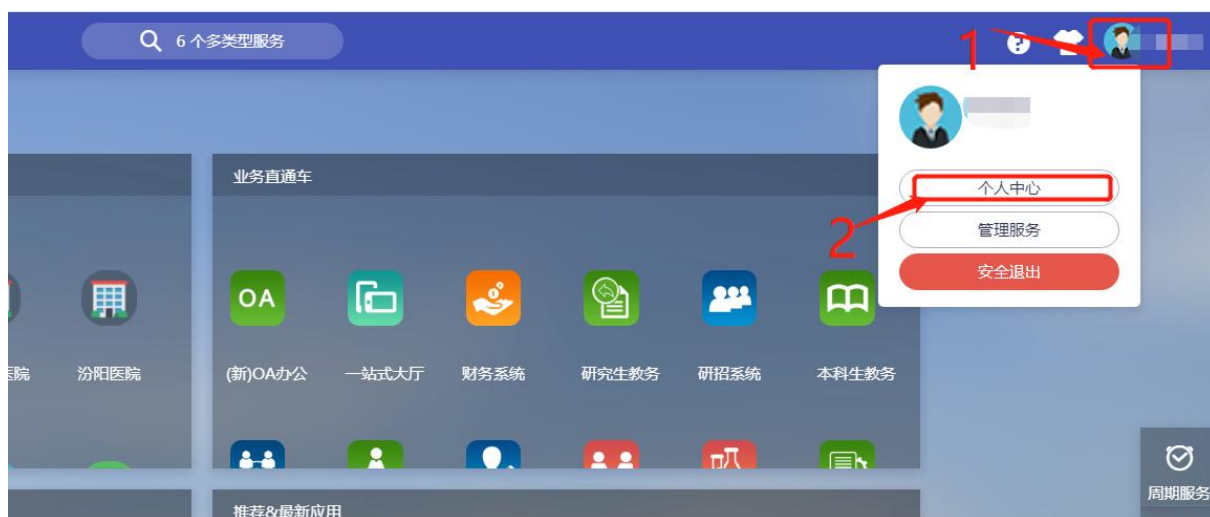 6 个多类型服务
1
业务直通车
个人中心
2
管理服务
安全退出
OA
医院
汾阳医院
(新)OA办公
一站式大厅
财务系统
研究生教务
研招系统
本科生教务
周期服务
推荐&最新应用